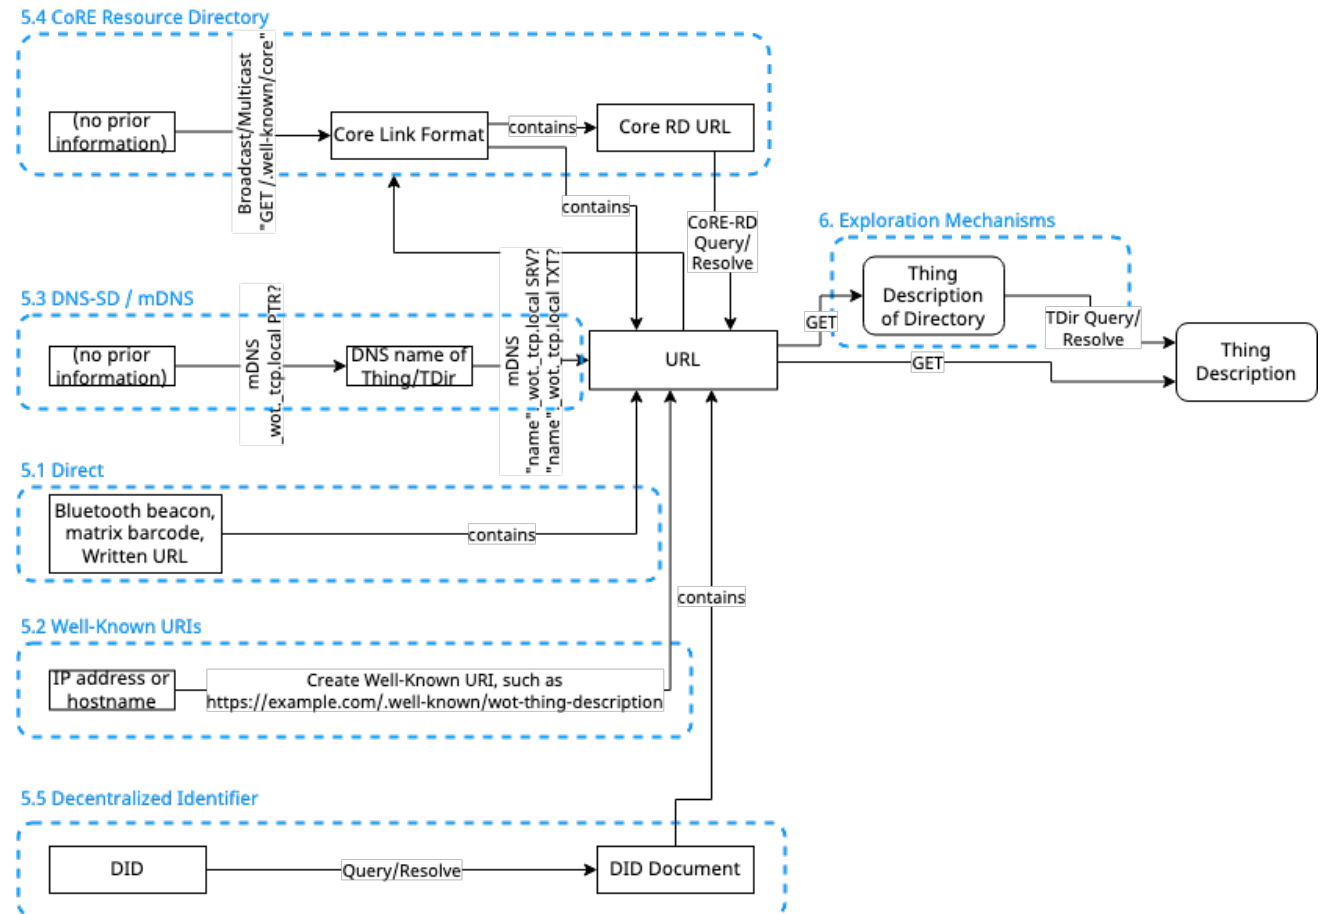 5.4 CoRE Resource Directory
(no prior
information)
Broadcast/Multicast
"GET /.well-known/core"
Core Link Format
contains
Core RD URL
contains
CoRE-RD
Query/
Resolve
6. Exploration Mechanisms
Thing
Description
of Directory
GET
TDir Query/
Resolve
Thing
Description
GET
5.3 DNS-SD / mDNS
(no prior
information)
mDNS
_wot._tcp.local PTR?
DNS name of
Thing/TDir
mDNS
"name"._wot._tcp.local SRV?
"name"._wot._tcp.local TXT?
URL
5.1 Direct
Bluetooth beacon,
matrix barcode,
Written URL
contains
contains
5.2 Well-Known URIs
IP address or
hostname
Create Well-Known URI, such as
https://example.com/.well-known/wot-thing-description
5.5 Decentralized Identifier
DID
Query/Resolve
DID Document